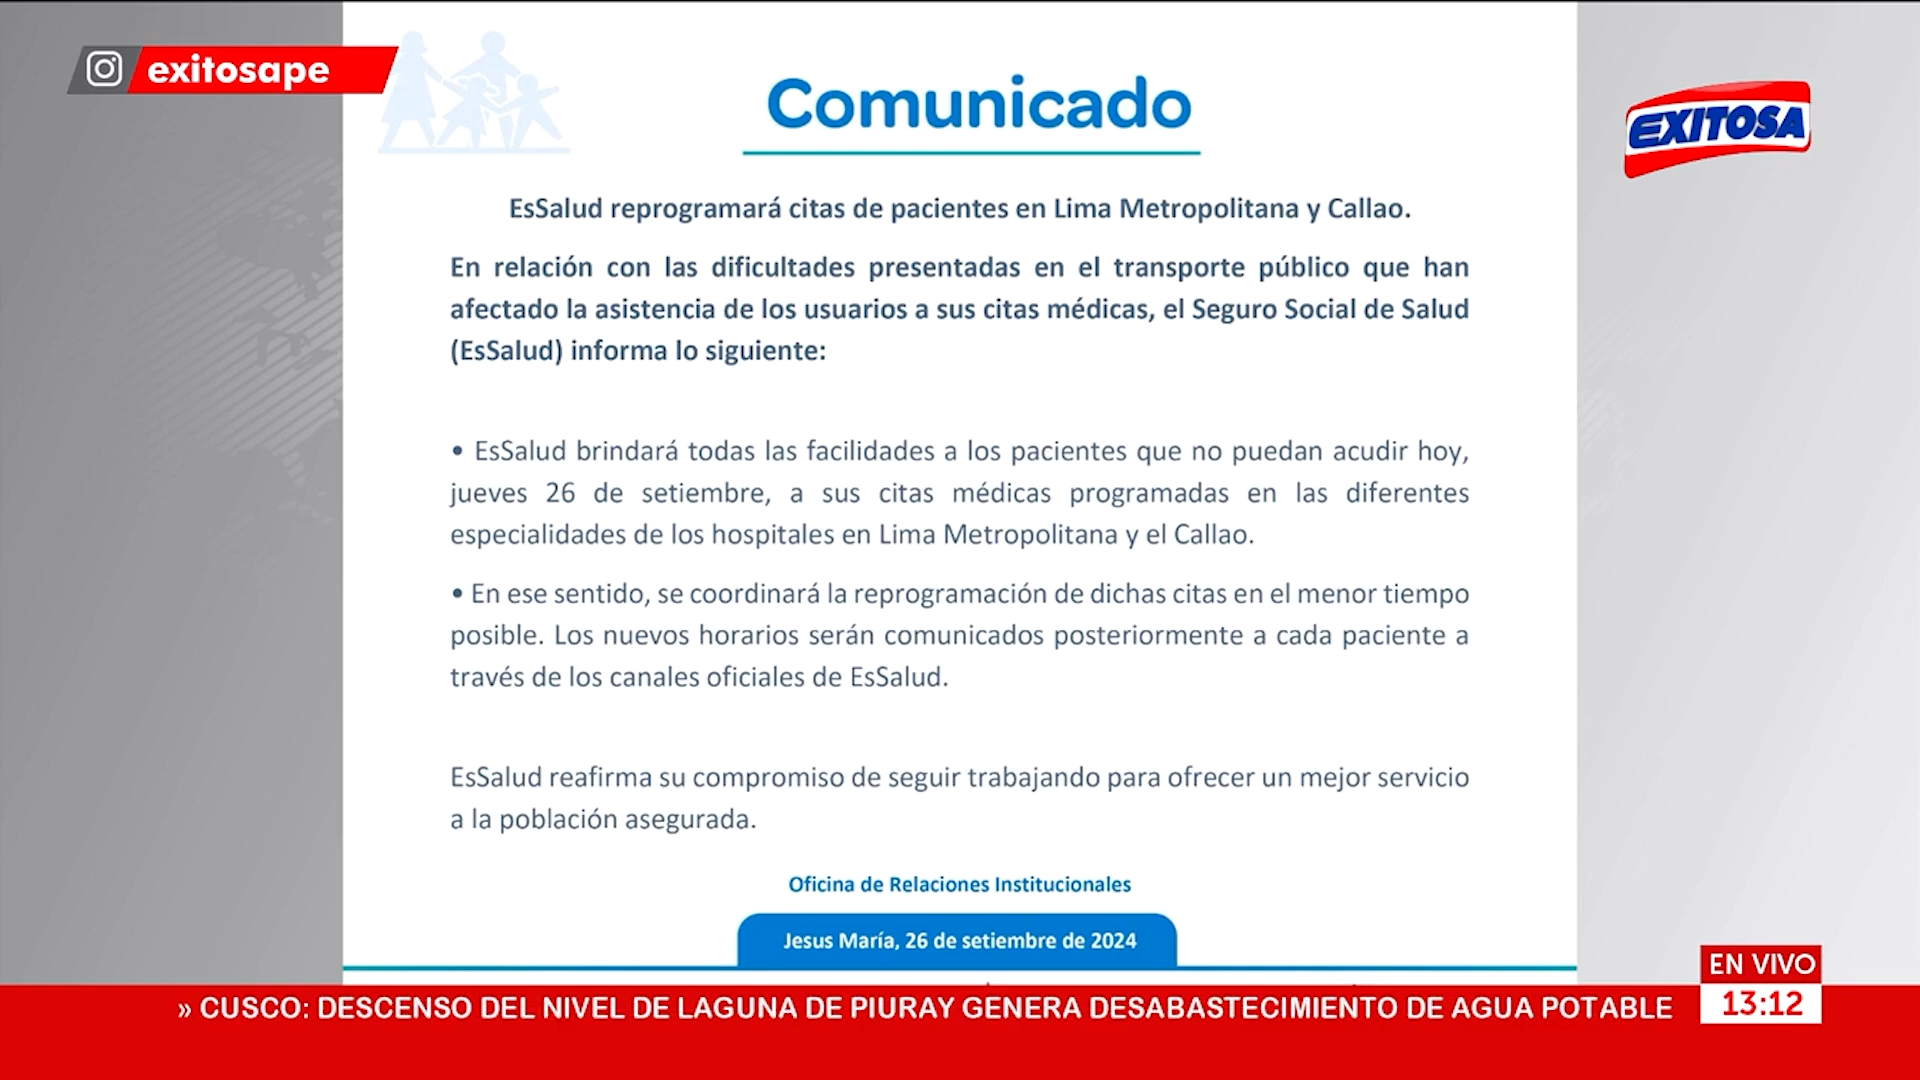 exitosape
Comunicado
EXITOSA
EsSalud reprogramará citas de pacientes en Lima Metropolitana y Callao.
En relación con las dificultades presentadas en el transporte público que han
afectado la asistencia de los usuarios a sus citas médicas, el Seguro Social de Salud
(EsSalud) informa lo siguiente:
• EsSalud brindará todas las facilidades a los pacientes que no puedan acudir hoy,
jueves 26 de setiembre, a sus citas médicas programadas en las diferentes
especialidades de los hospitales en Lima Metropolitana y el Callao.
• En ese sentido, se coordinará la reprogramación de dichas citas en el menor tiempo
posible. Los nuevos horarios serán comunicados posteriormente a cada paciente a
través de los canales oficiales de EsSalud.
EsSalud reafirma su compromiso de seguir trabajando para ofrecer un mejor servicio
a la población asegurada.
Oficina de Relaciones Institucionales
Jesus María, 26 de setiembre de 2024
EN VIVO
» CUSCO: DESCENSO DEL NIVEL DE LAGUNA DE PIURAY GENERA DESABASTECIMIENTO DE AGUA POTABLE
13:12